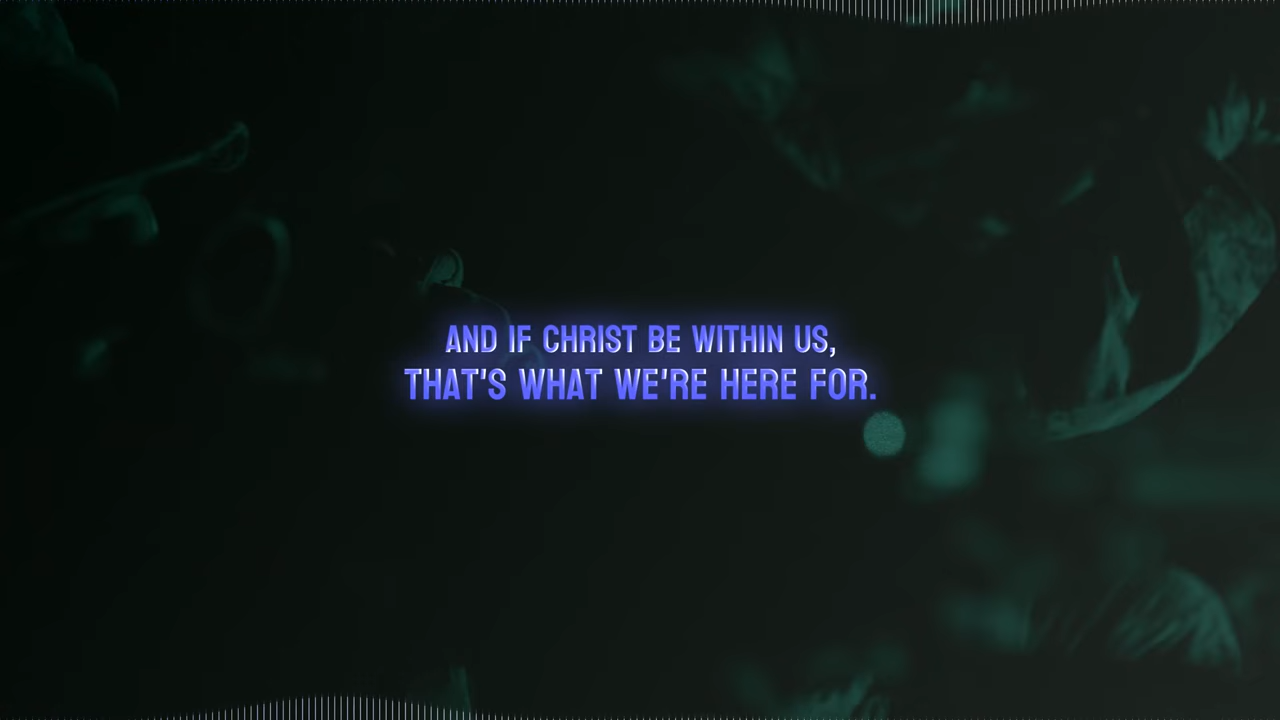 AND IF CHRIST BE WITHIN US,
THAT'S WHAT WE'RE HERE FOR.